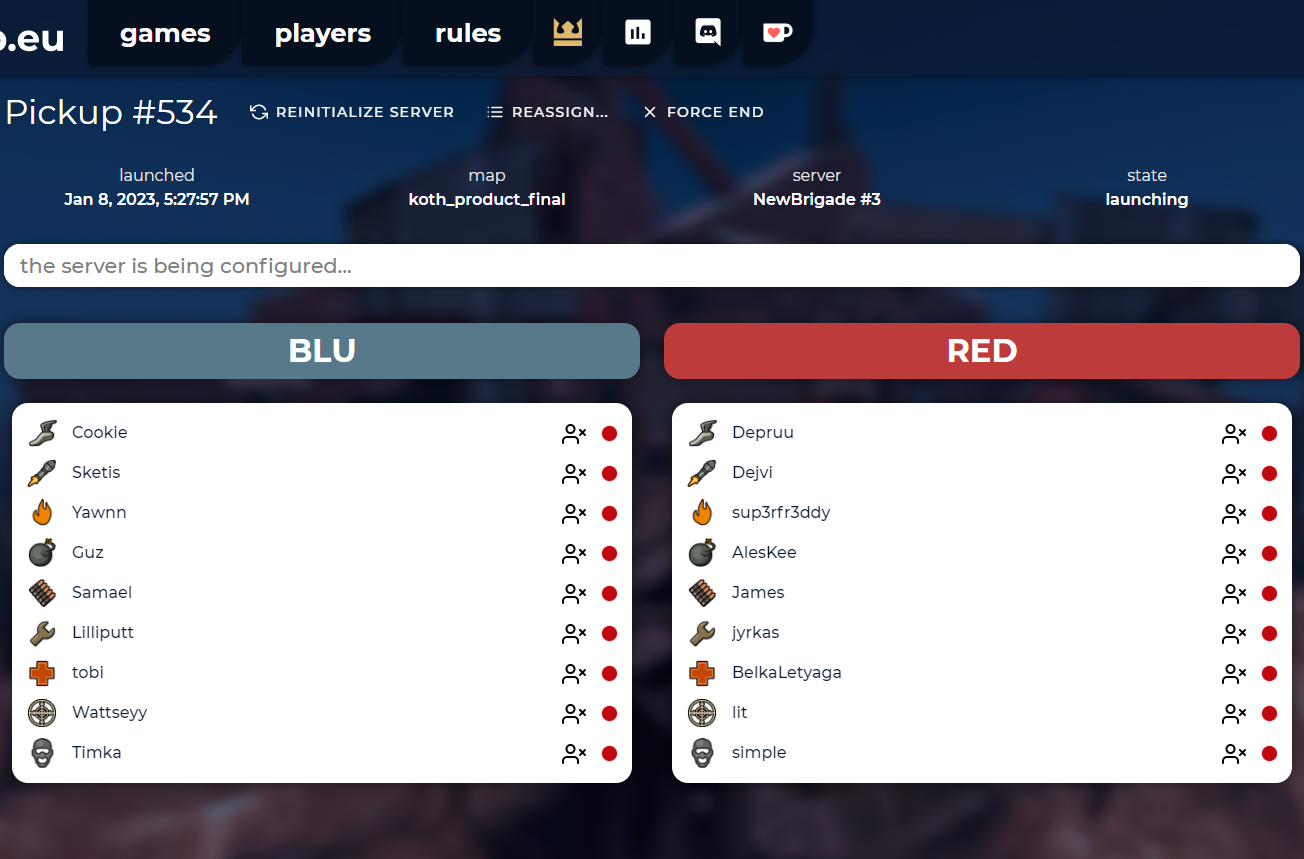 .eu games players rules
Pickup #534 REINITIALIZE SERVER REASSIGN... FORCE END
launched map server state
Jan 8, 2023, 5:27:57 PM koth_product_final NewBrigade #3 launching
the server is being configured...
BLU RED
Cookie Depruu
Sketis Dejvi
Yawnn sup3rfr3ddy
Guz AlesKee
Samael James
Lilliputt jyrkas
tobi BelkaLetyaga
Wattseyy lit
Timka simple